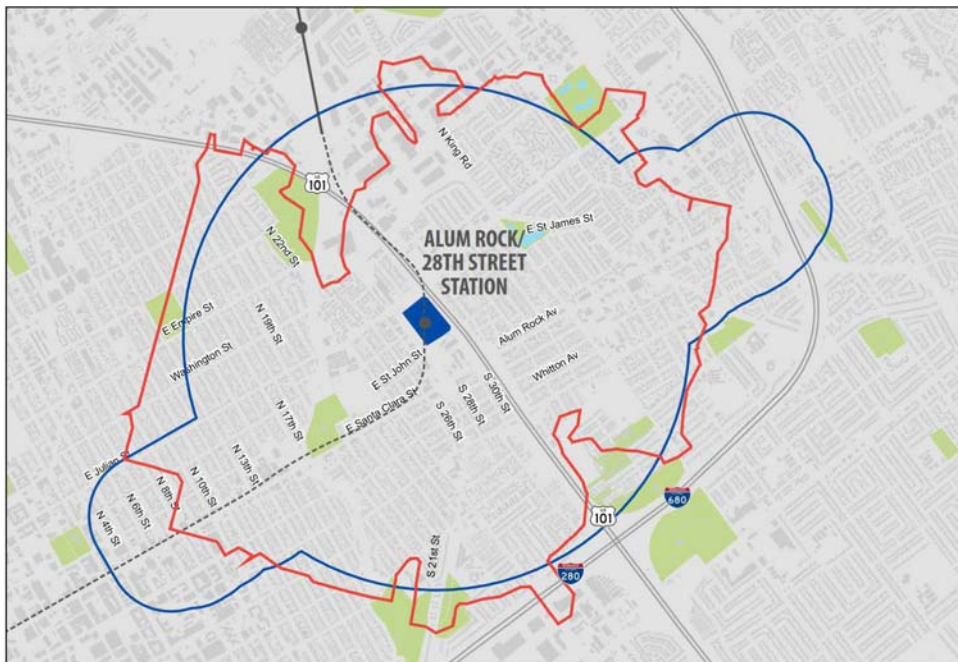 N King Rd
101
E St James St
N 22nd St
ALUM ROCK/
28TH STREET
STATION
E Empire St
N 19th St
Alum Rock Av
Washington St
Whitton Av
E St John St
S 30th St
S 28th St
E Santa Clara St
S 26th St
N 17th St
N 13th St
E Julian St
N 10th St
N 8th St
N 6th St
N 4th St
680
101
S 21st St
280